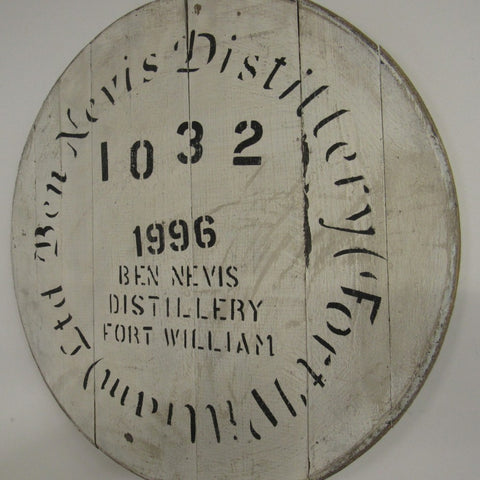 Ben Nevis Distillery (Fort William) Ltd
1032
1996
BEN NEVIS
DISTILLERY
FORT WILLIAM